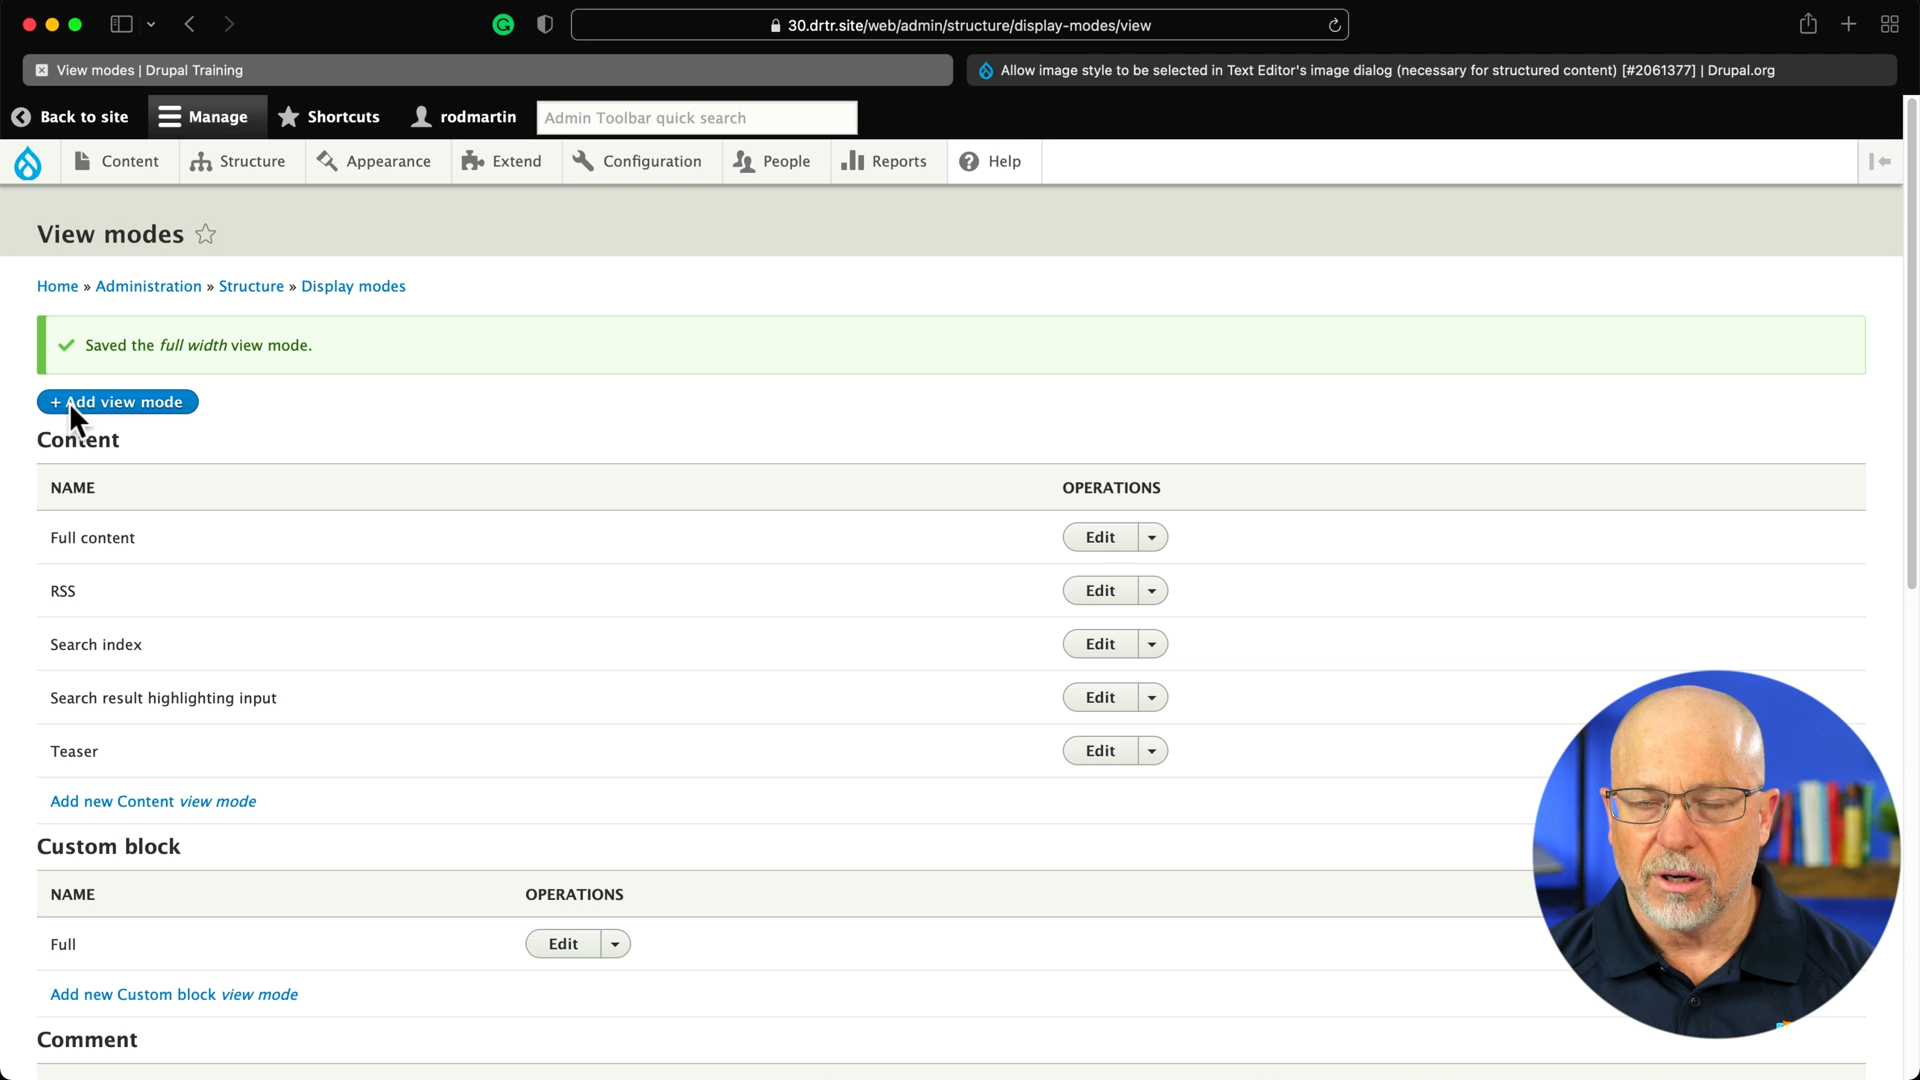 30.drtr.site/web/admin/structure/display-modes/view
View modes | Drupal Training
Allow image style to be selected in Text Editor's image dialog (necessary for structured content) [#2061377] | Drupal.org
Back to site
Manage
Shortcuts
rodmartin
Admin Toolbar quick search
Content
Structure
Appearance
Extend
Configuration
People
Reports
Help
View modes
Home » Administration » Structure » Display modes
Saved the full width view mode.
+ Add view mode
Content
NAME OPERATIONS
Full content Edit
RSS Edit
Search index Edit
Search result highlighting input Edit
Teaser Edit
Add new Content view mode
Custom block
NAME OPERATIONS
Full Edit
Add new Custom block view mode
Comment